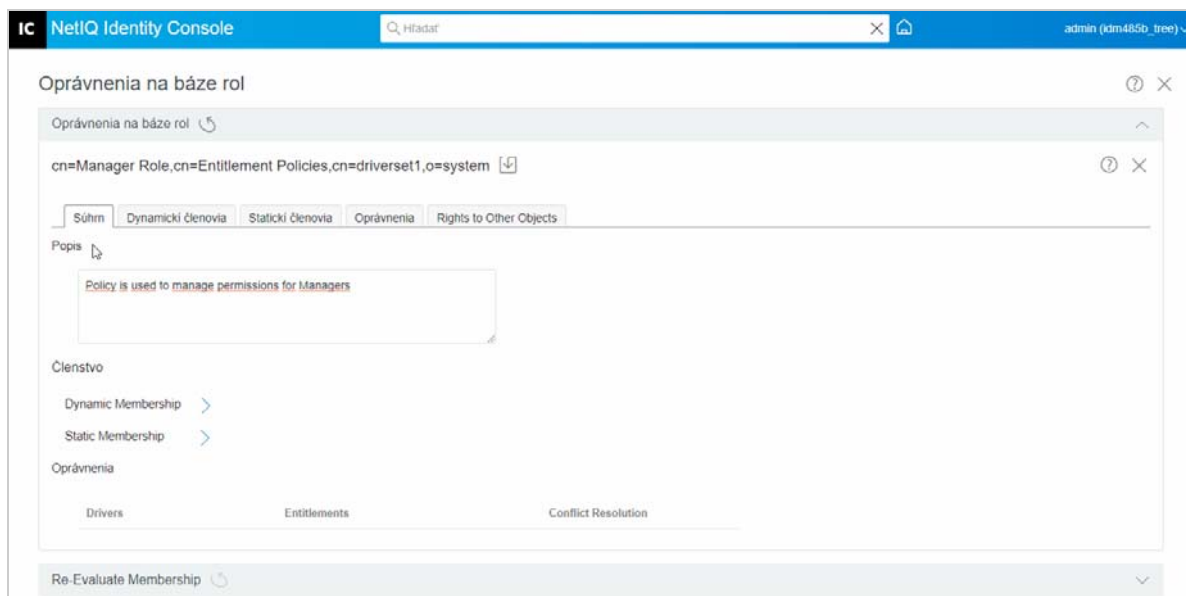 IC NetIQ Identity Console Hľadať admin (idm485b_tree)
Oprávnenia na báze rol
Oprávnenia na báze rol
cn=Manager Role,cn=Entitlement Policies,cn=driverset1,o=system
Súhrn Dynamickí členovia Statickí členovia Oprávnenia Rights to Other Objects
Popis
Policy is used to manage permissions for Managers
Členstvo
Dynamic Membership
Static Membership
Oprávnenia
Drivers Entitlements Conflict Resolution
Re-Evaluate Membership